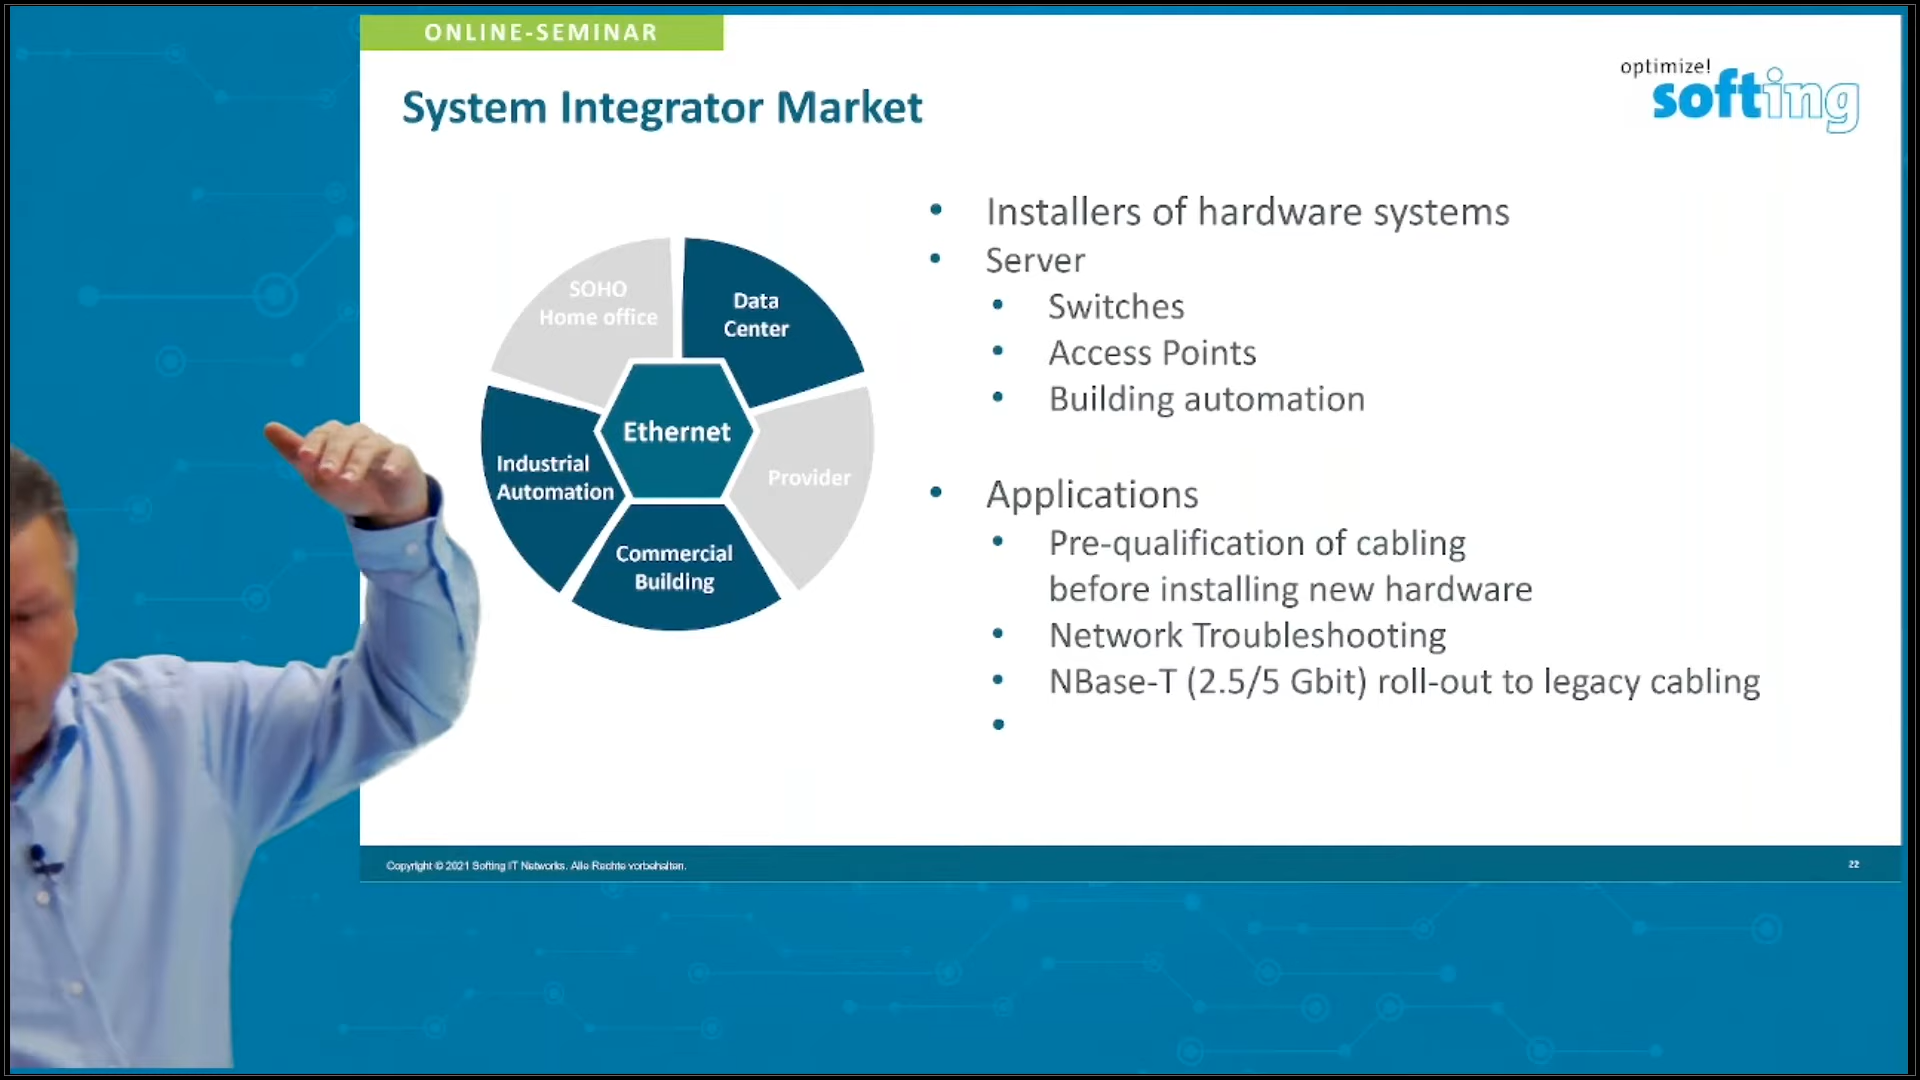 ONLINE-SEMINAR
optimize!
softing
System Integrator Market
SOHO
Home office
Data
Center
Ethernet
Industrial
Automation
Provider
Commercial
Building
• Installers of hardware systems
• Server
• Switches
• Access Points
• Building automation
• Applications
• Pre-qualification of cabling
before installing new hardware
• Network Troubleshooting
• NBase-T (2.5/5 Gbit) roll-out to legacy cabling
•
Copyright © 2021 Softing IT Networks. Alle Rechte vorbehalten.
22